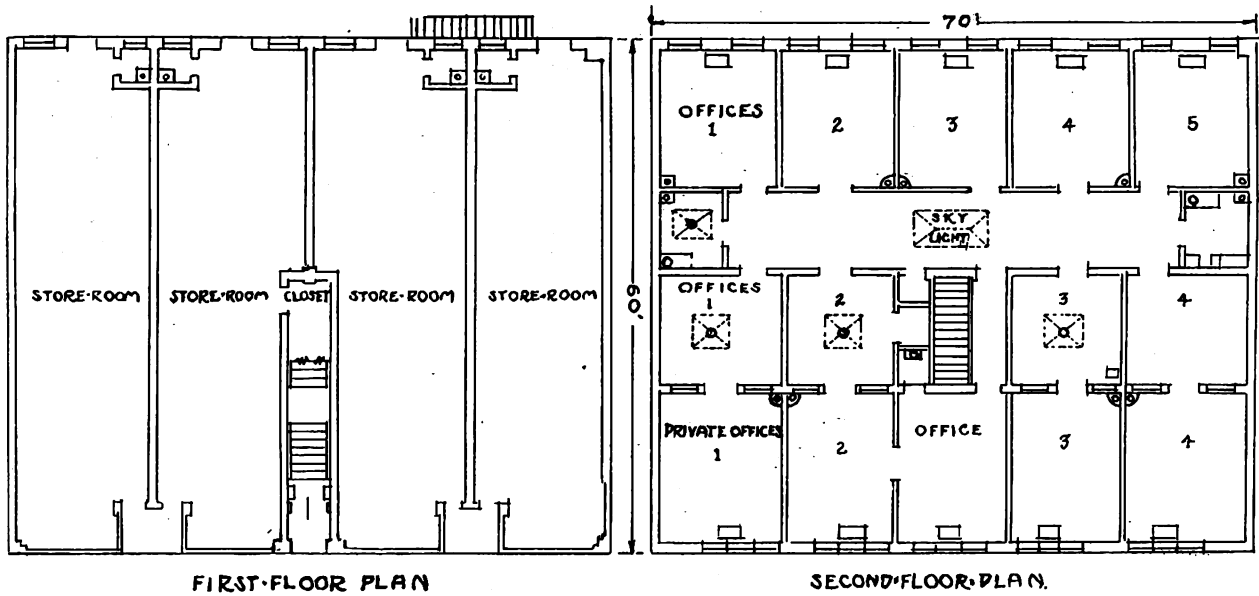 STORE-ROOM STORE-ROOM CLOSET STORE-ROOM STORE-ROOM
FIRST-FLOOR PLAN
60'
70'
OFFICES
1 2 3 4 5
SKY
LIGHT
OFFICES
1 2 3 4
PRIVATE OFFICES OFFICE
1 2 3 4
SECOND-FLOOR-PLAN.